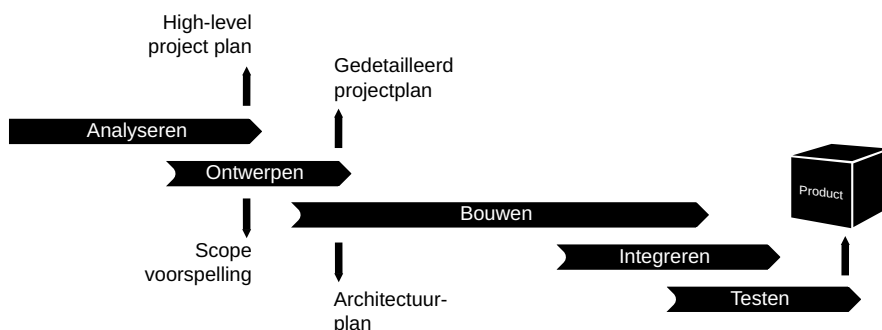 High-level
project plan
Gedetailleerd
projectplan
Analyseren
Ontwerpen
Product
Bouwen
Scope
voorspelling
Integreren
Architectuur-
plan
Testen